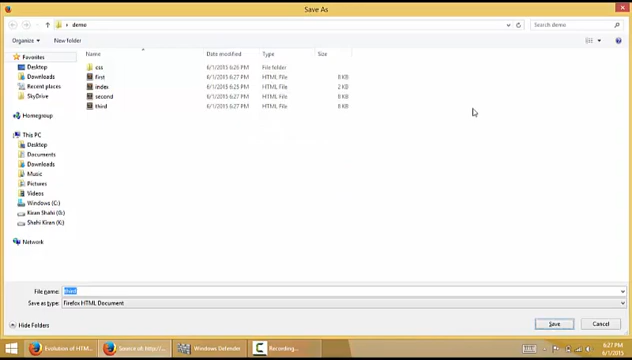 Save As
demo
Search demo
Organize
New folder
Name
Date modified
Type
Size
Favorites
Desktop
Downloads
Recent places
SkyDrive
Homegroup
This PC
Desktop
Documents
Downloads
Music
Pictures
Videos
Windows (C:)
Kiran Shahi (G:)
Shahi Kiran (K:)
Network
css 6/1/2015 6:26 PM File folder
first 6/1/2015 6:27 PM HTML File 8 KB
index 6/1/2015 6:25 PM HTML File 2 KB
second 6/1/2015 6:27 PM HTML File 8 KB
third 6/1/2015 6:27 PM HTML File 8 KB
File name: third
Save as type: Firefox HTML Document
Hide Folders
Save
Cancel
Evolution of HTM...
Source of: http:/...
Windows Defender
Recording...
6:27 PM
6/1/2015